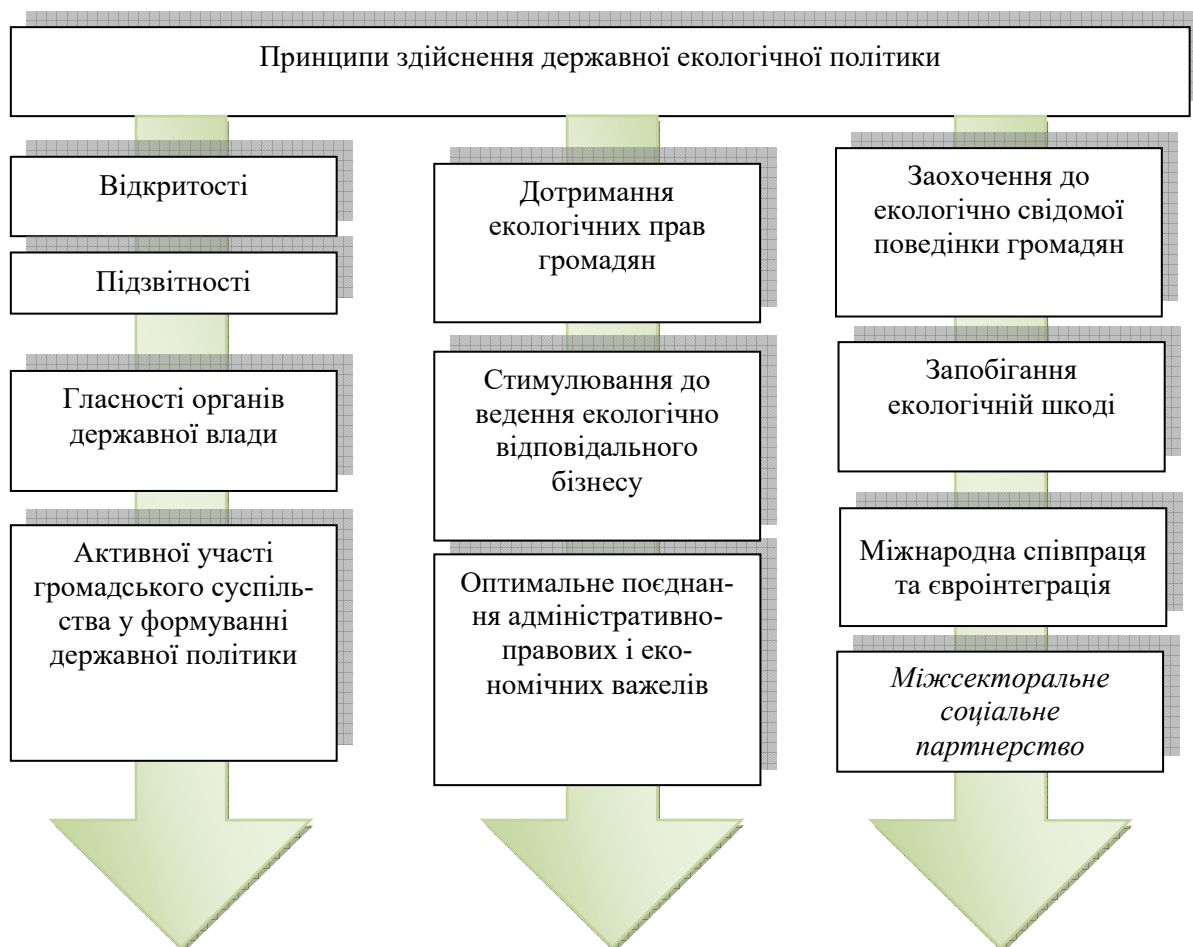 Принципи здійснення державної екологічної політики
Відкритості
Підзвітності
Гласності органів
державної влади
Активної участі
громадського суспіль-
ства у формуванні
державної політики
Дотримання
екологічних прав
громадян
Стимулювання до
ведення екологічно
відповідального
бізнесу
Оптимальне поєднан-
ня адміністративно-
правових і еко-
номічних важелів
Заохочення до
екологічно свідомої
поведінки громадян
Запобігання
екологічній шкоді
Міжнародна співпраця
та євроінтеграція
Міжсекторальне
соціальне
партнерство